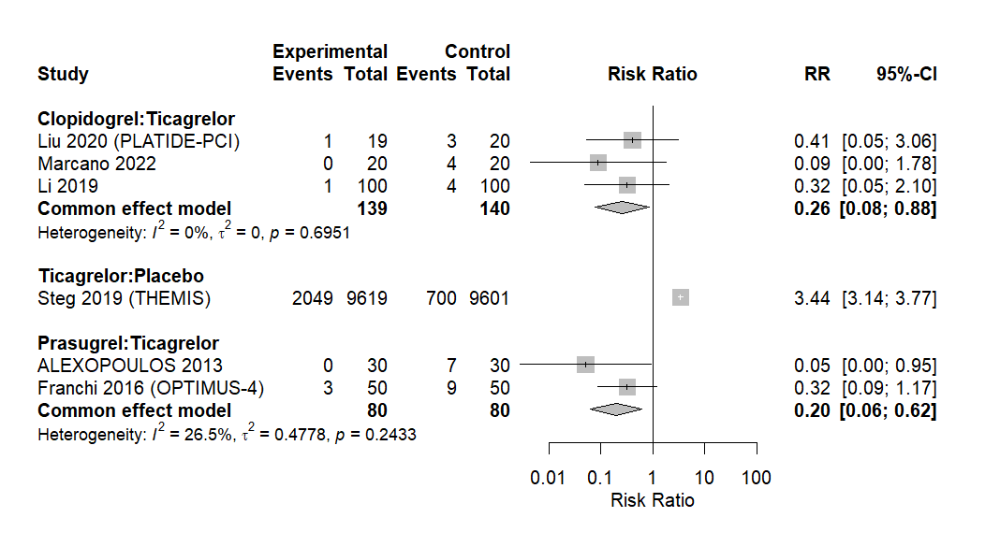 Experimental Control
Study Events Total Events Total Risk Ratio RR 95%-CI
Clopidogrel:Ticagrelor
Liu 2020 (PLATIDE-PCI) 1 19 3 20 0.41 [0.05; 3.06]
Marcano 2022 0 20 4 20 0.09 [0.00; 1.78]
Li 2019 1 100 4 100 0.32 [0.05; 2.10]
Common effect model 139 140 0.26 [0.08; 0.88]
Heterogeneity: I² = 0%, τ² = 0, p = 0.6951
Ticagrelor:Placebo
Steg 2019 (THEMIS) 2049 9619 700 9601 3.44 [3.14; 3.77]
Prasugrel:Ticagrelor
ALEXOPOULOS 2013 0 30 7 30 0.05 [0.00; 0.95]
Franchi 2016 (OPTIMUS-4) 3 50 9 50 0.32 [0.09; 1.17]
Common effect model 80 80 0.20 [0.06; 0.62]
Heterogeneity: I² = 26.5%, τ² = 0.4778, p = 0.2433
0.01 0.1 1 10 100
Risk Ratio